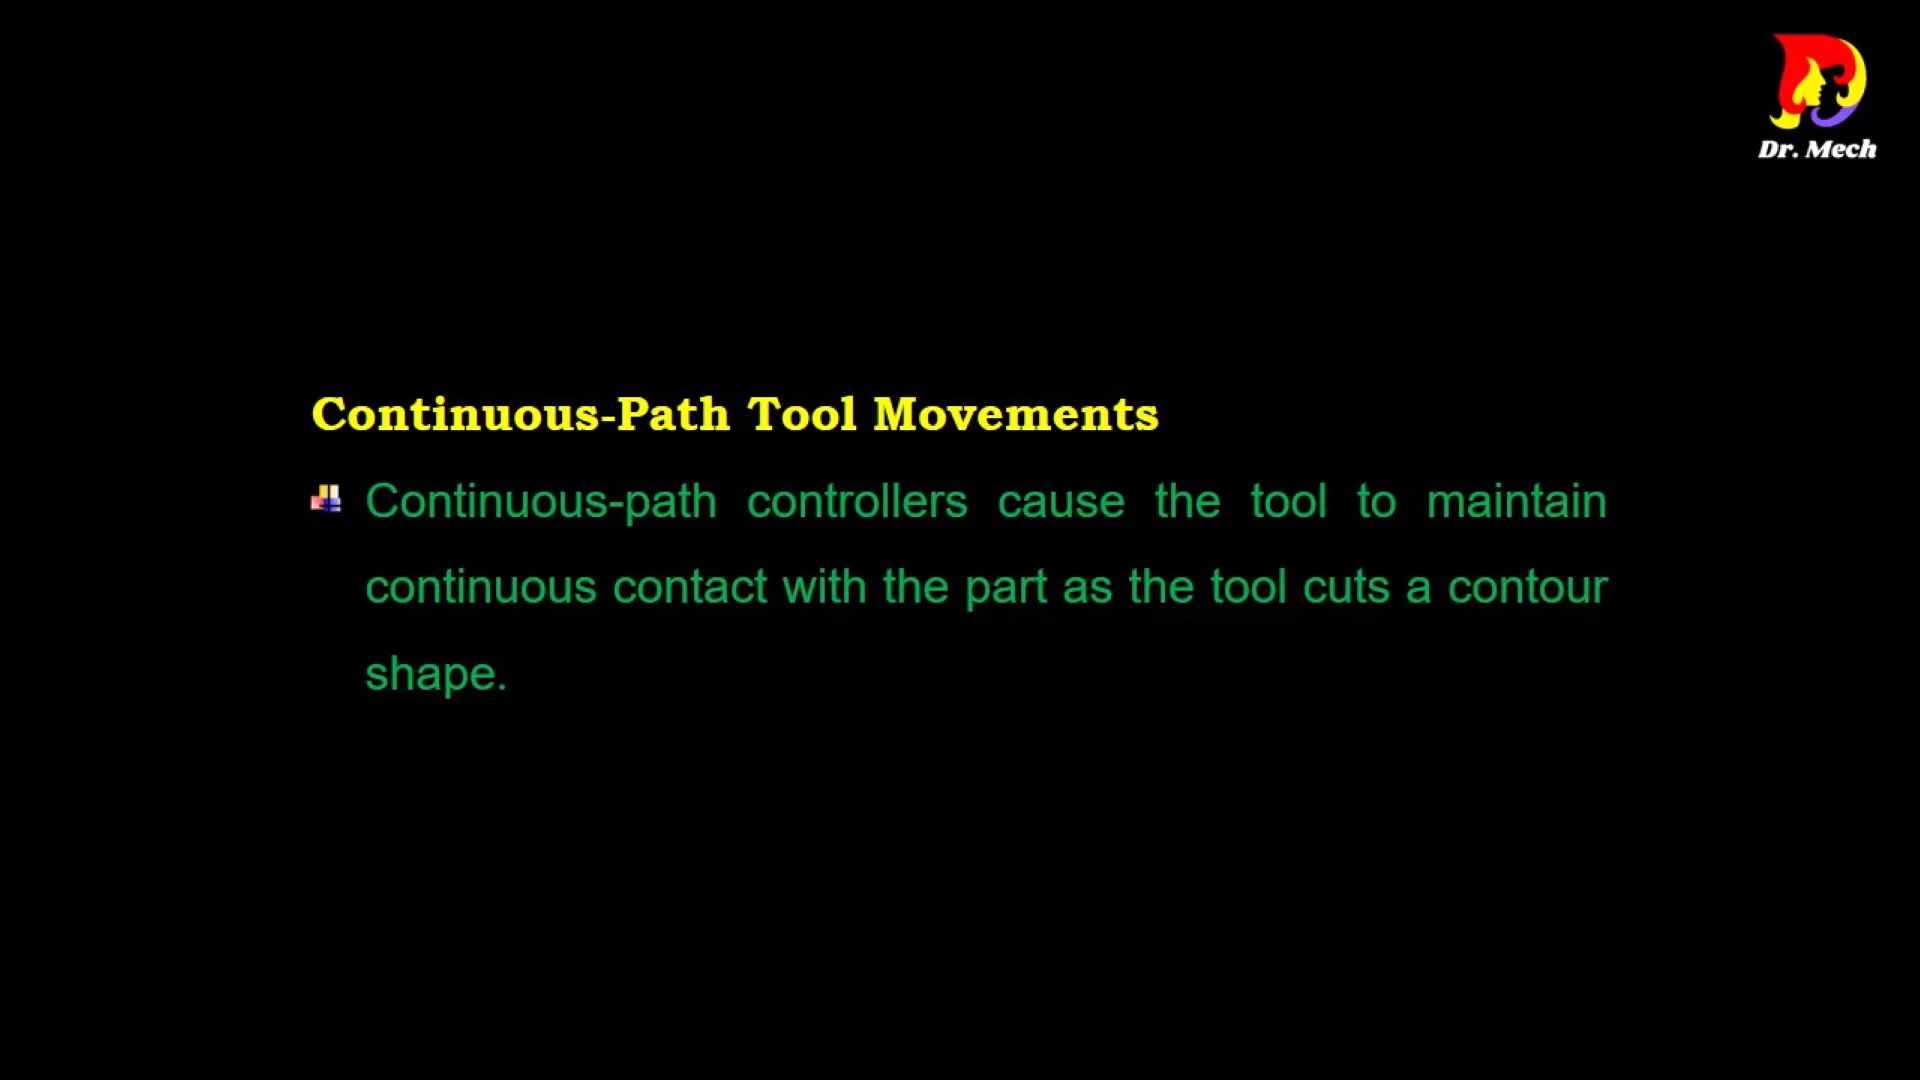 Dr. Mech
Continuous-Path Tool Movements
Continuous-path controllers cause the tool to maintain
continuous contact with the part as the tool cuts a contour
shape.